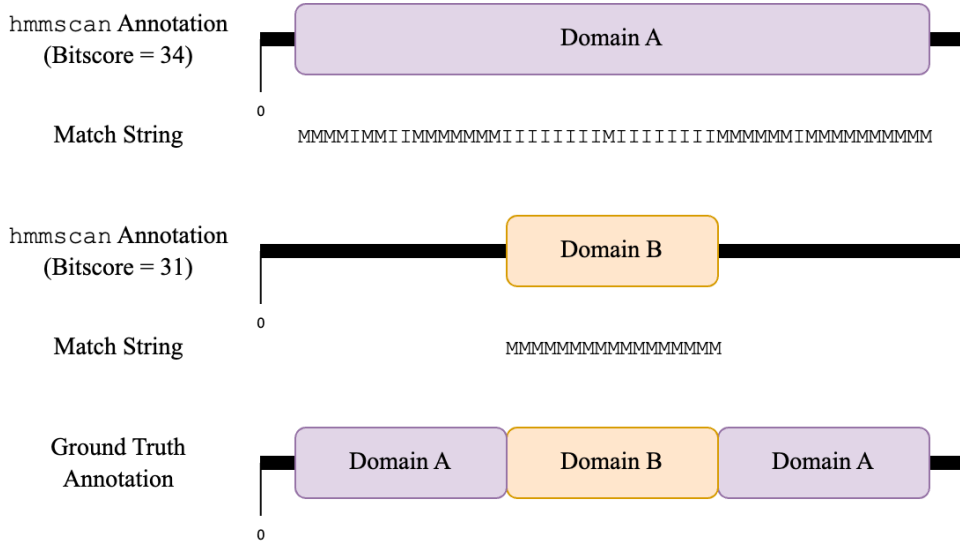 hmmscan Annotation
(Bitscore = 34)
Domain A
0
Match String
MMMMIMMIIMMMMMMMIIIIIIIIMIIIIIIIIMMMMMMIMMMMMMMMMM
hmmscan Annotation
(Bitscore = 31)
Domain B
0
Match String
MMMMMMMMMMMMMMMMM
Ground Truth
Annotation
Domain A
Domain B
Domain A
0